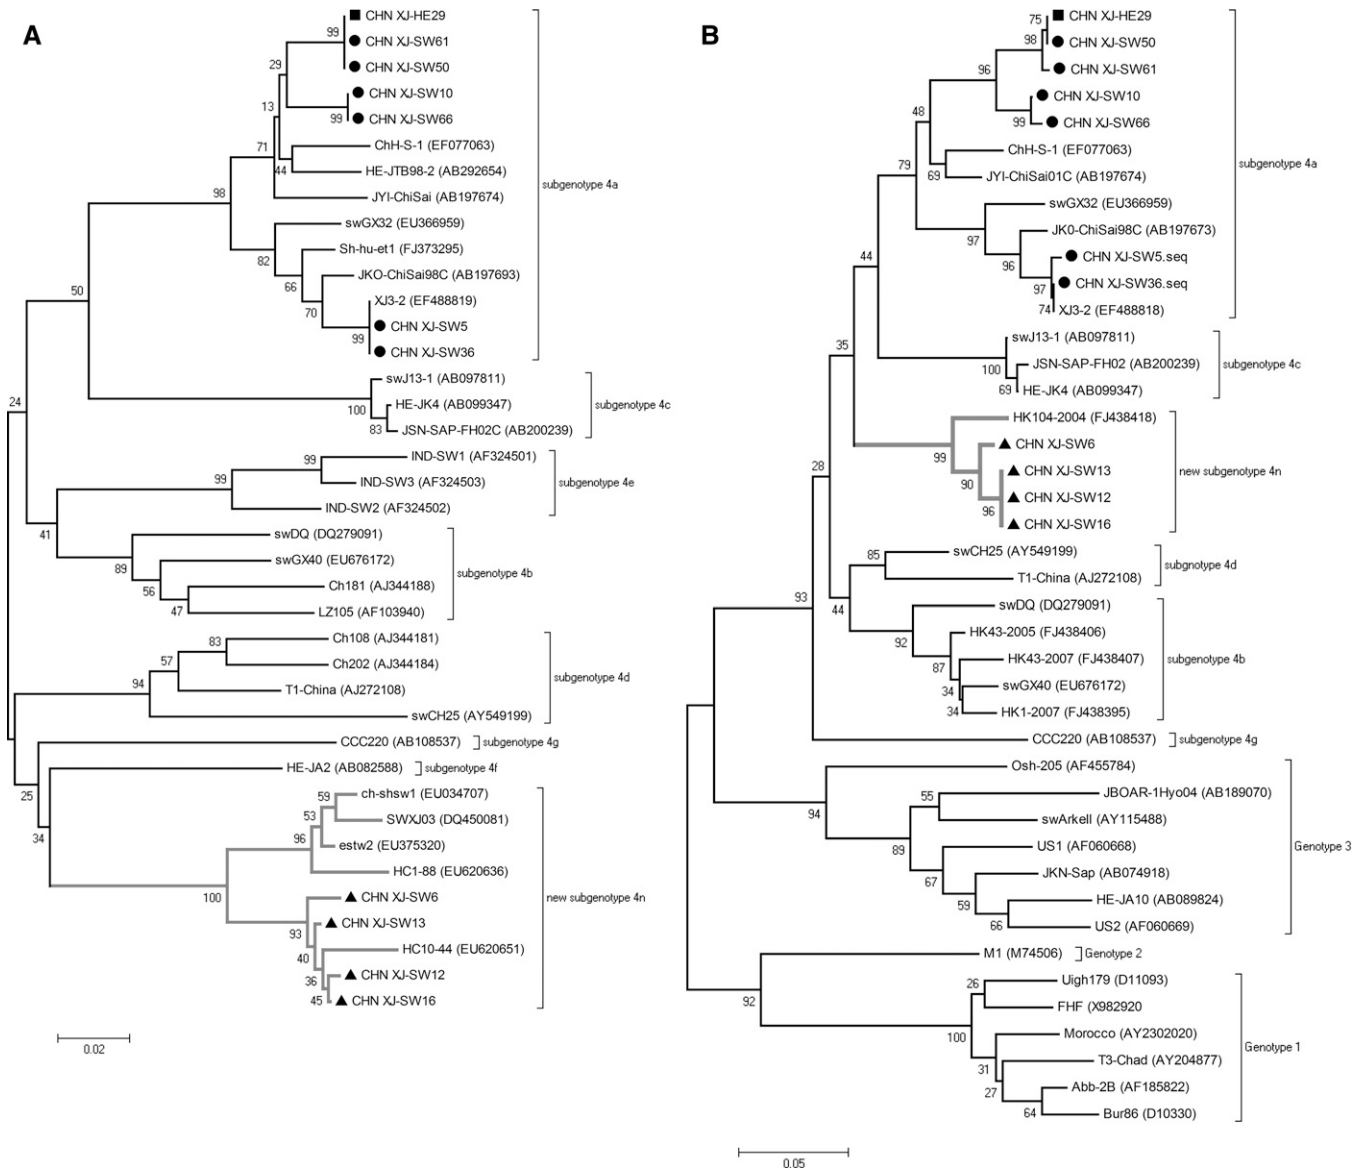 A
99
CHN XJ-HE29
CHN XJ-SW61
CHN XJ-SW50
29
CHN XJ-SW10
99
CHN XJ-SW66
13
71
ChH-S-1 (EF077063)
44
HE-JTB98-2 (AB292654)
JYI-ChiSai (AB197674)
98
subgenotype 4a
swGX32 (EU366959)
82
Sh-hu-et1 (FJ373295)
66
JKO-ChiSai98C (AB197693)
70
XJ3-2 (EF488819)
99
CHN XJ-SW5
CHN XJ-SW36
50
swJ13-1 (AB097811)
100
HE-JK4 (AB099347)
83
JSN-SAP-FH02C (AB200239)
subgenotype 4c
24
99
IND-SW1 (AF324501)
99
IND-SW3 (AF324503)
IND-SW2 (AF324502)
subgenotype 4e
41
swDQ (DQ279091)
89
swGX40 (EU676172)
56
Ch181 (AJ344188)
47
LZ105 (AF103940)
subgenotype 4b
83
Ch108 (AJ344181)
57
Ch202 (AJ344184)
94
T1-China (AJ272108)
swCH25 (AY549199)
subgenotype 4d
CCC220 (AB108537)
subgenotype 4g
25
HE-JA2 (AB082588)
subgenotype 4f
34
59
ch-shsw1 (EU034707)
53
SWXJ03 (DQ450081)
96
estw2 (EU375320)
HC1-88 (EU620636)
100
new subgenotype 4n
CHN XJ-SW6
93
CHN XJ-SW13
40
HC10-44 (EU620651)
36
CHN XJ-SW12
45
CHN XJ-SW16
0.02
B
75
CHN XJ-HE29
98
CHN XJ-SW50
96
CHN XJ-SW61
CHN XJ-SW10
99
CHN XJ-SW66
48
ChH-S-1 (EF077063)
69
JYI-ChiSai01C (AB197674)
79
subgenotype 4a
swGX32 (EU366959)
97
JK0-ChiSai98C (AB197673)
96
CHN XJ-SW5.seq
97
CHN XJ-SW36.seq
74
XJ3-2 (EF488818)
44
swJ13-1 (AB097811)
100
JSN-SAP-FH02 (AB200239)
69
HE-JK4 (AB099347)
subgenotype 4c
35
HK104-2004 (FJ438418)
99
CHN XJ-SW6
90
CHN XJ-SW13
CHN XJ-SW12
96
CHN XJ-SW16
new subgenotype 4n
28
85
swCH25 (AY549199)
T1-China (AJ272108)
subgnotype 4d
44
swDQ (DQ279091)
92
HK43-2005 (FJ438406)
87
HK43-2007 (FJ438407)
34
swGX40 (EU676172)
34
HK1-2007 (FJ438395)
subgenotype 4b
93
CCC220 (AB108537)
subgenotype 4g
Osh-205 (AF455784)
94
55
JBOAR-1Hyo04 (AB189070)
swArkell (AY115488)
89
US1 (AF060668)
67
JKN-Sap (AB074918)
59
HE-JA10 (AB089824)
66
US2 (AF060669)
Genotype 3
M1 (M74506)
Genotype 2
92
26
Uigh179 (D11093)
FHF (X982920
100
Morocco (AY2302020)
31
T3-Chad (AY204877)
27
Abb-2B (AF185822)
64
Bur86 (D10330)
Genotype 1
0.05